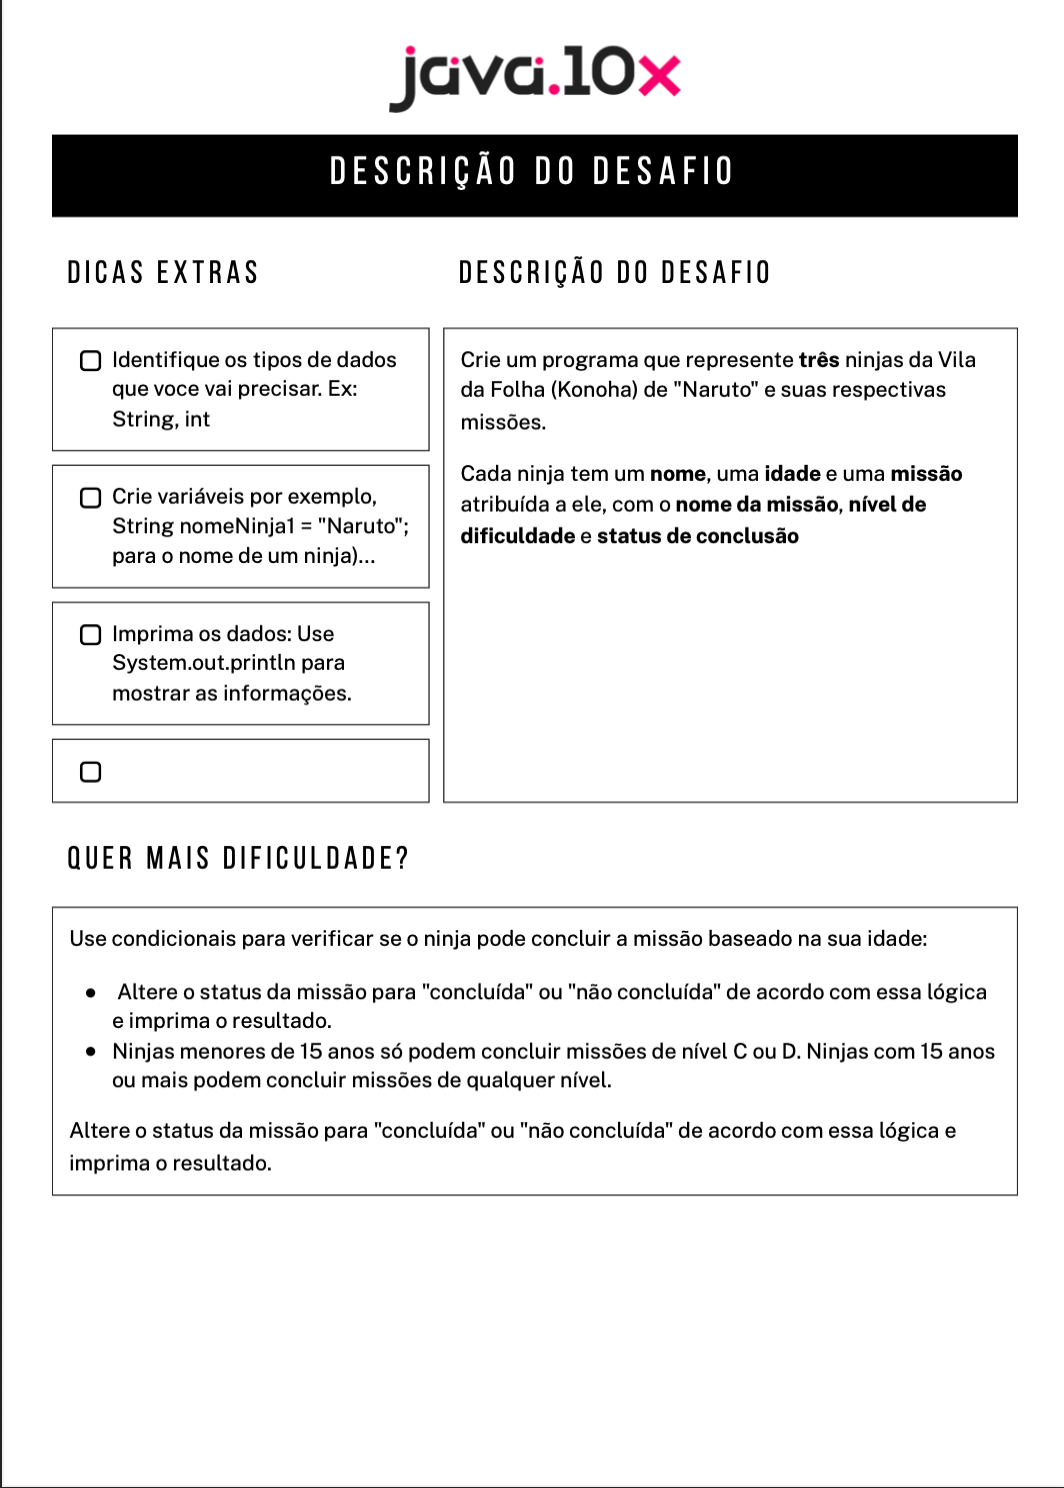 java.10x
DESCRIÇÃO DO DESAFIO
DICAS EXTRAS
Identifique os tipos de dados
que voce vai precisar. Ex:
String, int
Crie variáveis por exemplo,
String nomeNinja1 = "Naruto";
para o nome de um ninja)...
Imprima os dados: Use
System.out.println para
mostrar as informações.
DESCRIÇÃO DO DESAFIO
Crie um programa que represente três ninjas da Vila
da Folha (Konoha) de "Naruto" e suas respectivas
missões.
Cada ninja tem um nome, uma idade e uma missão
atribuída a ele, com o nome da missão, nível de
dificuldade e status de conclusão
QUER MAIS DIFICULDADE?
Use condicionais para verificar se o ninja pode concluir a missão baseado na sua idade:
● Altere o status da missão para "concluída" ou "não concluída" de acordo com essa lógica
e imprima o resultado.
● Ninjas menores de 15 anos só podem concluir missões de nível C ou D. Ninjas com 15 anos
ou mais podem concluir missões de qualquer nível.
Altere o status da missão para "concluída" ou "não concluída" de acordo com essa lógica e
imprima o resultado.